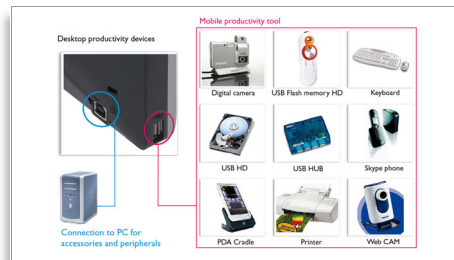 Mobile productivity tool
Desktop productivity devices
Digital camera
USB Flash memory HD
Keyboard
USB HD
USB HUB
Skype phone
Connection to PC for
accessories and peripherals
PDA Cradle
Printer
Web CAM